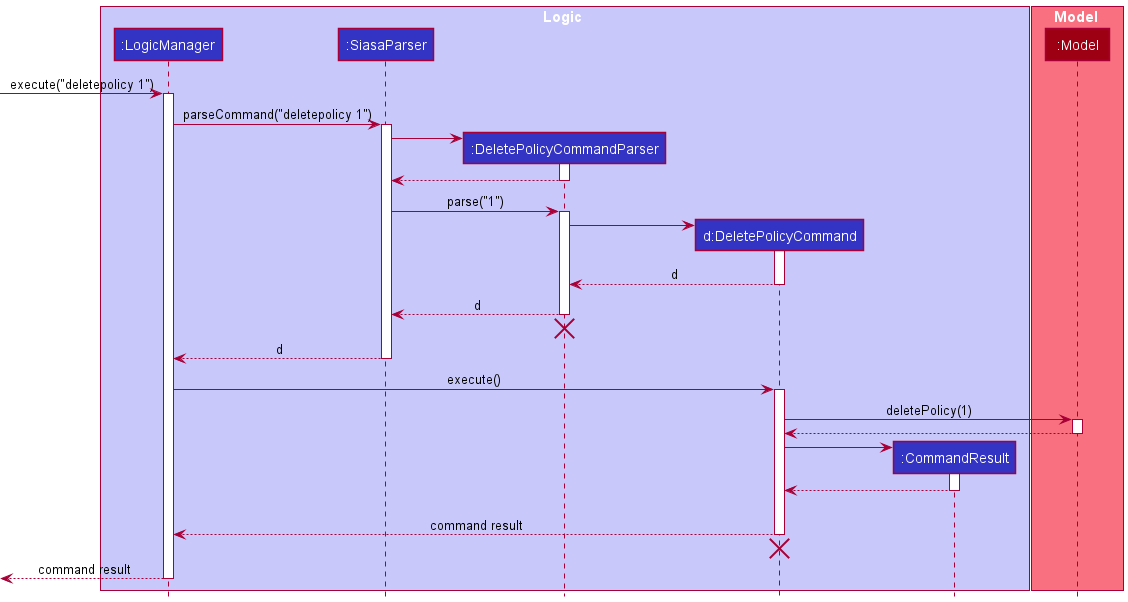 Logic
Model
:LogicManager
:SiasaParser
:Model
execute("deletepolicy 1")
parseCommand("deletepolicy 1")
:DeletePolicyCommandParser
parse("1")
d:DeletePolicyCommand
d
d
d
execute()
deletePolicy(1)
:CommandResult
command result
command result